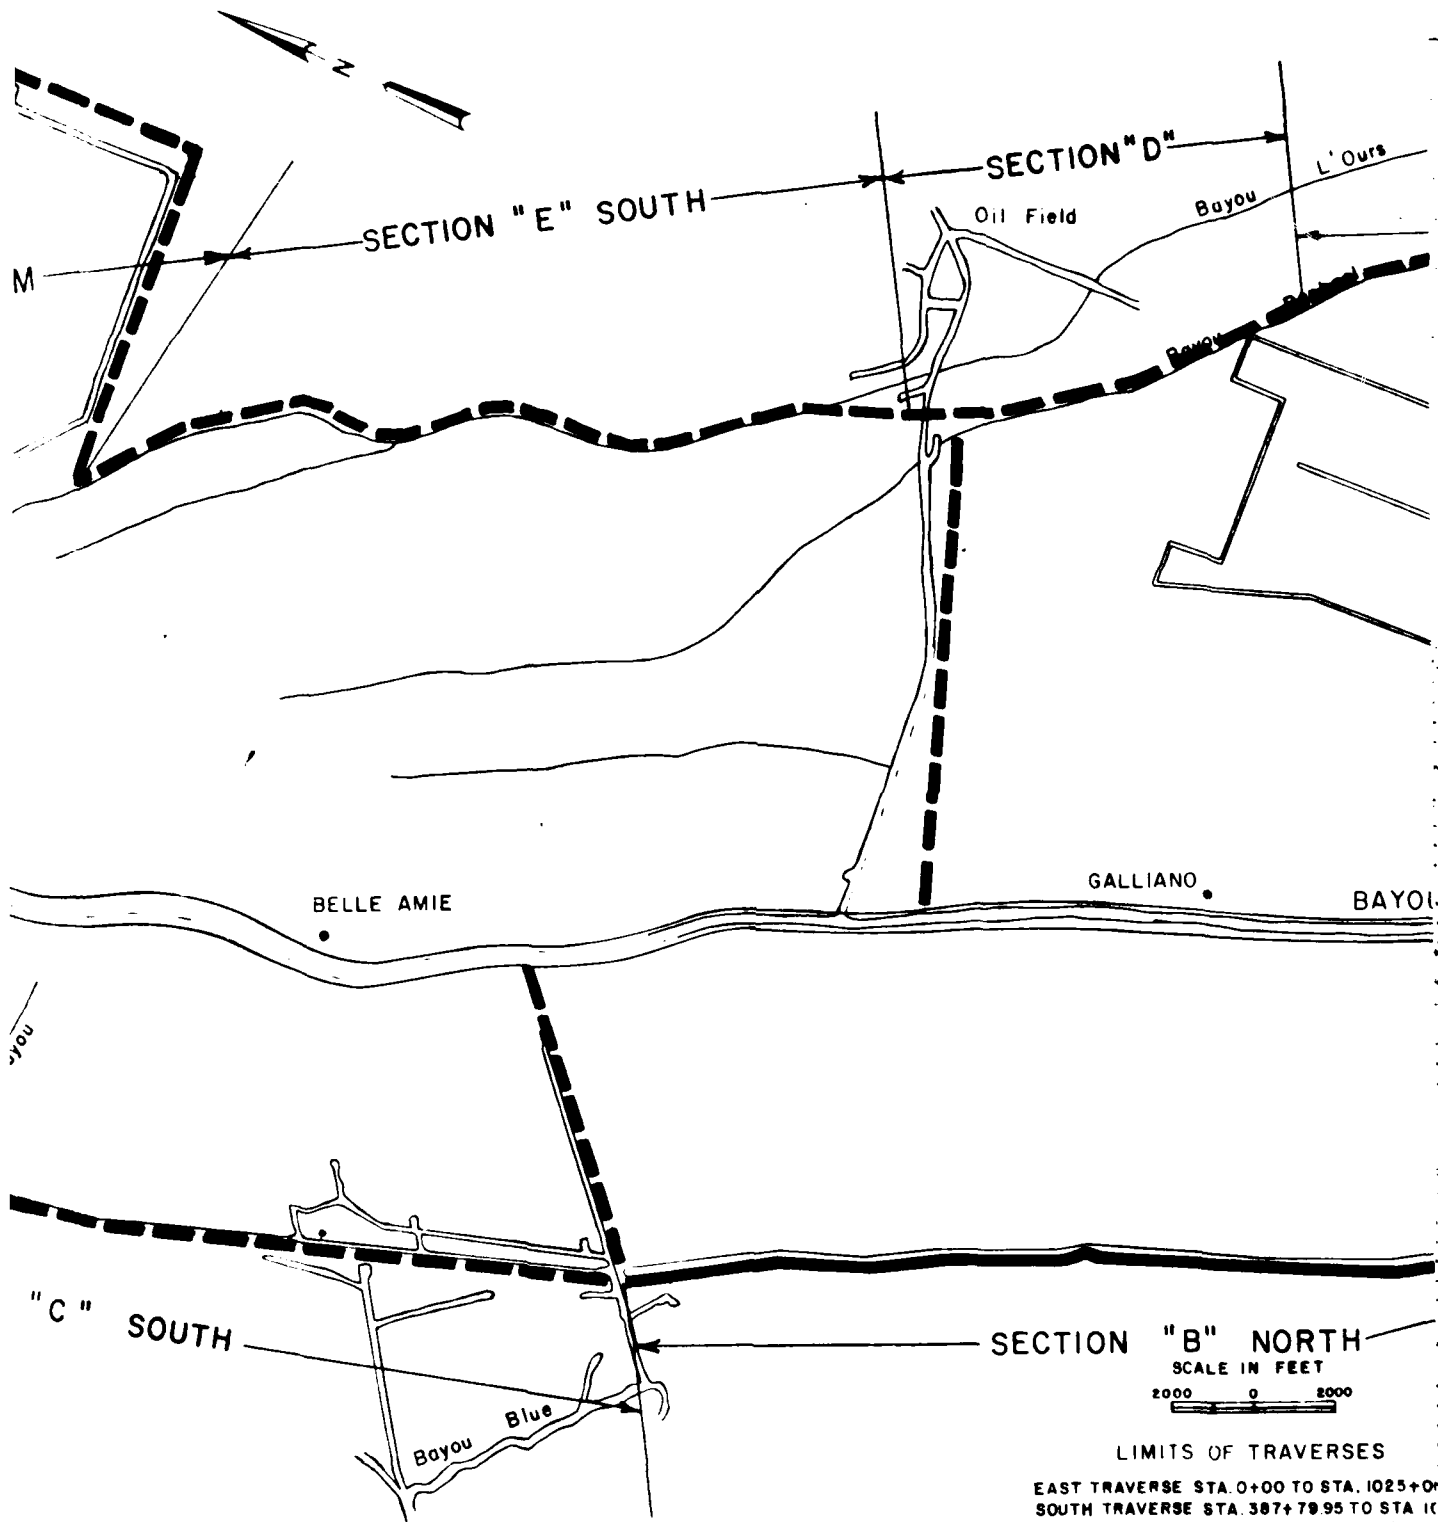 N
SECTION "D"
L'Ours
Bayou
SECTION "E" SOUTH
Oil Field
M
Bayou
GALLIANO
BELLE AMIE
BAYOU
"C" SOUTH
SECTION "B" NORTH
SCALE IN FEET
2000 0 2000
Blue
Bayou
LIMITS OF TRAVERSES
EAST TRAVERSE STA. 0+00 TO STA. 1025+0
SOUTH TRAVERSE STA. 387+79.95 TO STA 10